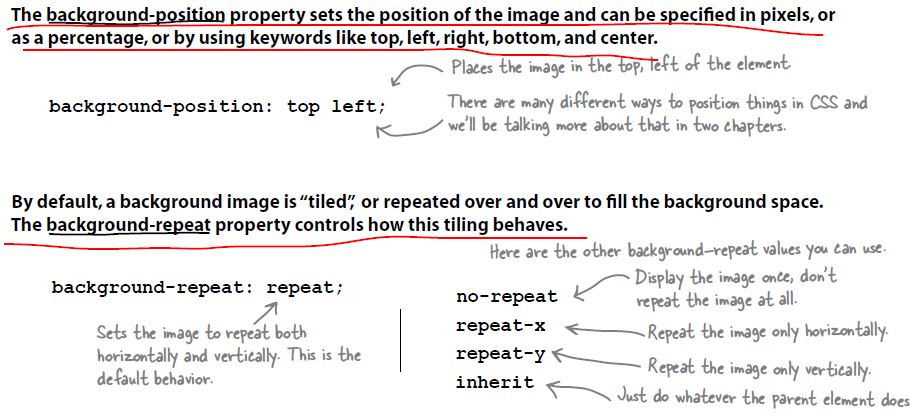 The background-position property sets the position of the image and can be specified in pixels, or
as a percentage, or by using keywords like top, left, right, bottom, and center.
Places the image in the top, left of the element
background-position: top left;
There are many different ways to position things in CSS and
we'll be talking more about that in two chapters.
By default, a background image is "tiled", or repeated over and over to fill the background space.
The background-repeat property controls how this tiling behaves.
Here are the other background-repeat values you can use.
background-repeat: repeat;
Sets the image to repeat both
horizontally and vertically. This is the
default behavior.
no-repeat
Display the image once, don't
repeat the image at all.
repeat-x
Repeat the image only horizontally.
repeat-y
Repeat the image only vertically.
inherit
Just do whatever the parent element does